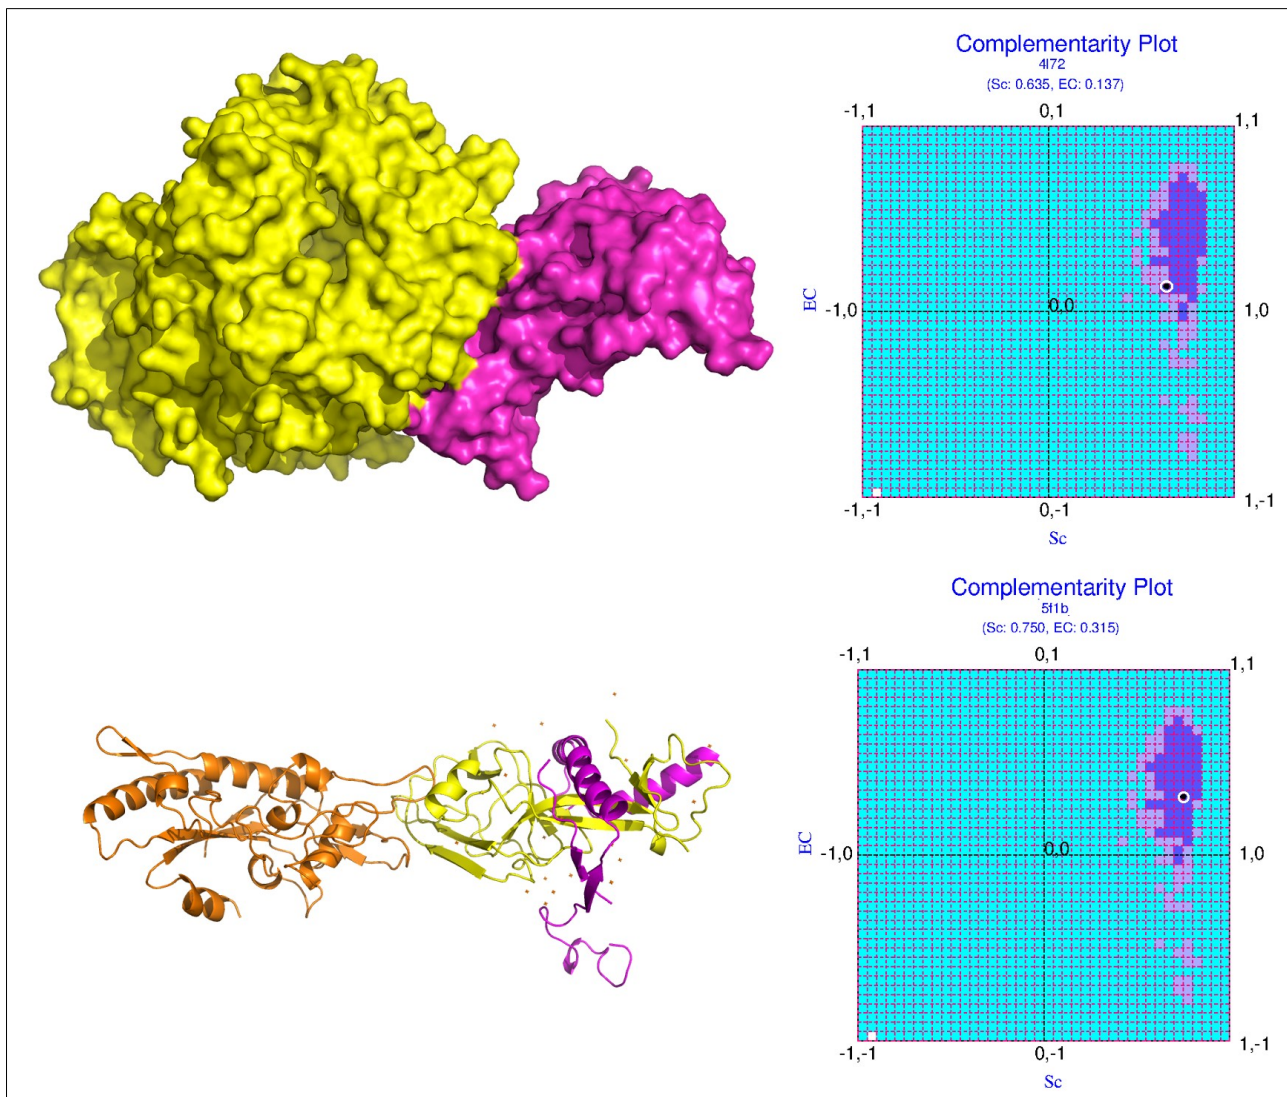 Complementarity Plot
4l72
(Sc: 0.635, EC: 0.137)
-1,1
0,1
1,1
EC
-1,0
0,0
1,0
-1,-1
0,-1
1,-1
Sc
Complementarity Plot
5f1b
(Sc: 0.750, EC: 0.315)
-1,1
0,1
1,1
EC
-1,0
0,0
1,0
-1,-1
0,-1
1,-1
Sc